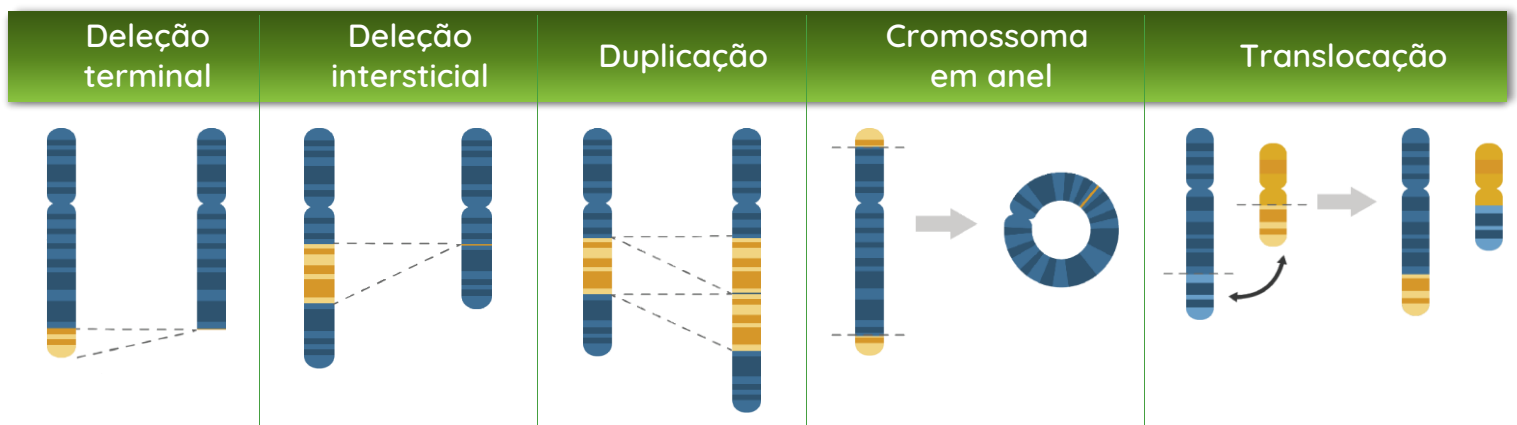 Deleção
terminal
Deleção
intersticial
Duplicação
Cromossoma
em anel
Translocação